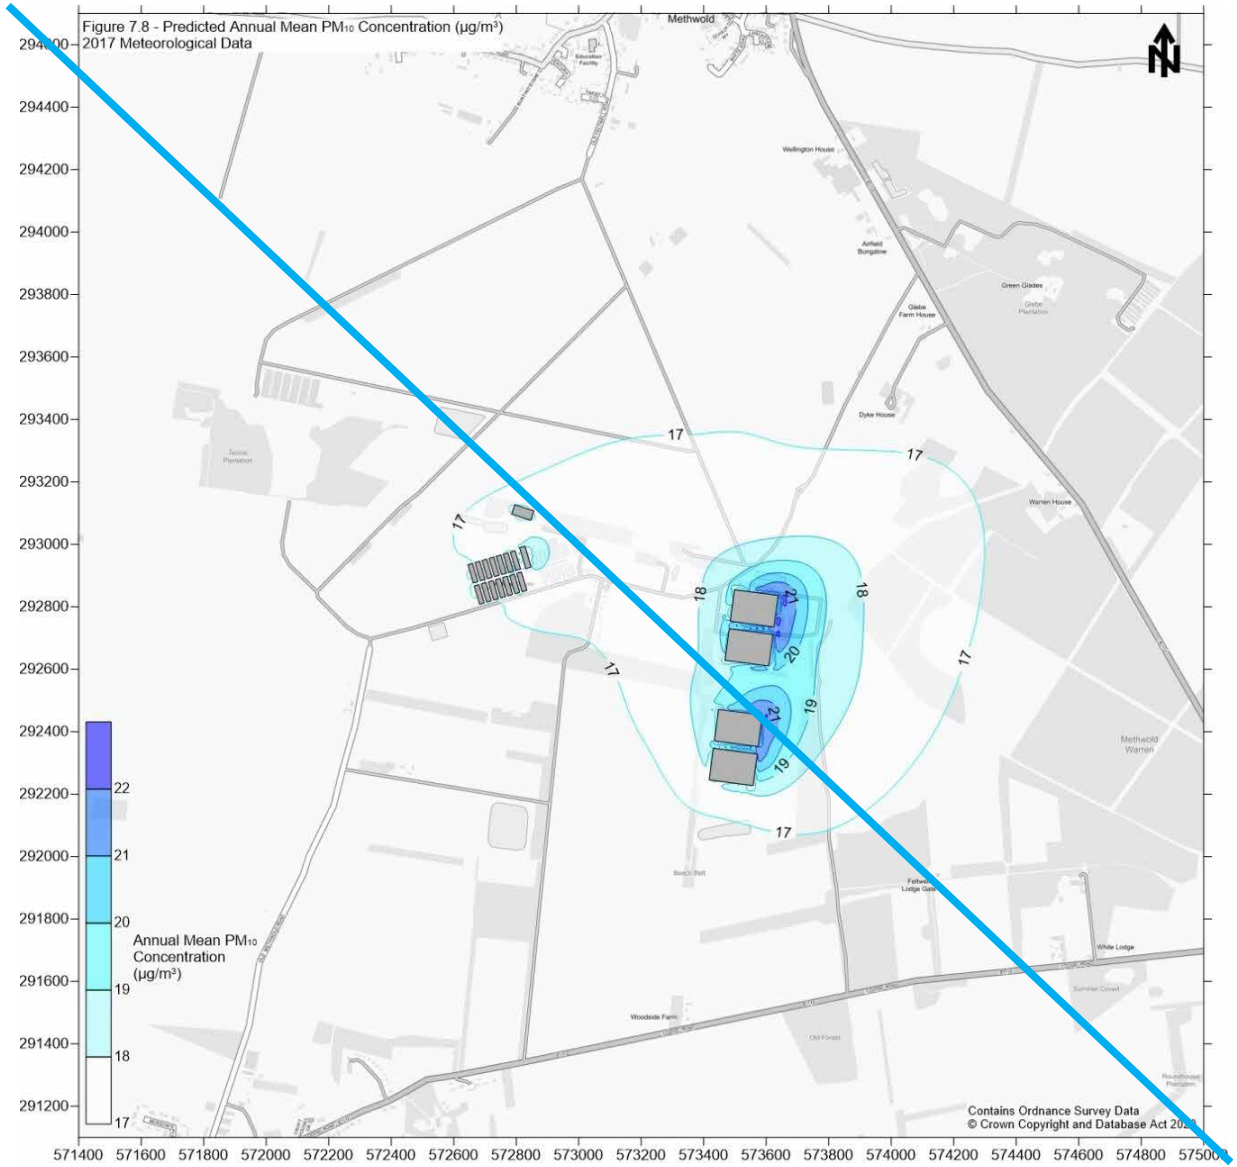 Figure 7.8 - Predicted Annual Mean PM₁₀ Concentration (µg/m³)
2017 Meteorological Data
Methwold
Education
Facility
Wellington House
Airfield
Bungalow
Green Glades
Glebe
Plantation
Glebe
Farm House
Dyke House
Warren House
Methwold
Warren
Beech Belt
Lodge Gate
White Lodge
Summer Covert
Woodside Farm
Old Forest
Plantation
17
17
17
17
17
17
18
18
19
19
20
21
21
22
21
20
19
18
17
Annual Mean PM₁₀
Concentration
(µg/m³)
Contains Ordnance Survey Data
© Crown Copyright and Database Act
294400
294200
294000
293800
293600
293400
293200
293000
292800
292600
292400
292200
292000
291800
291600
291400
291200
571400 571600 571800 572000 572200 572400 572600 572800 573000 573200 573400 573600 573800 574000 574200 574400 574600 574800